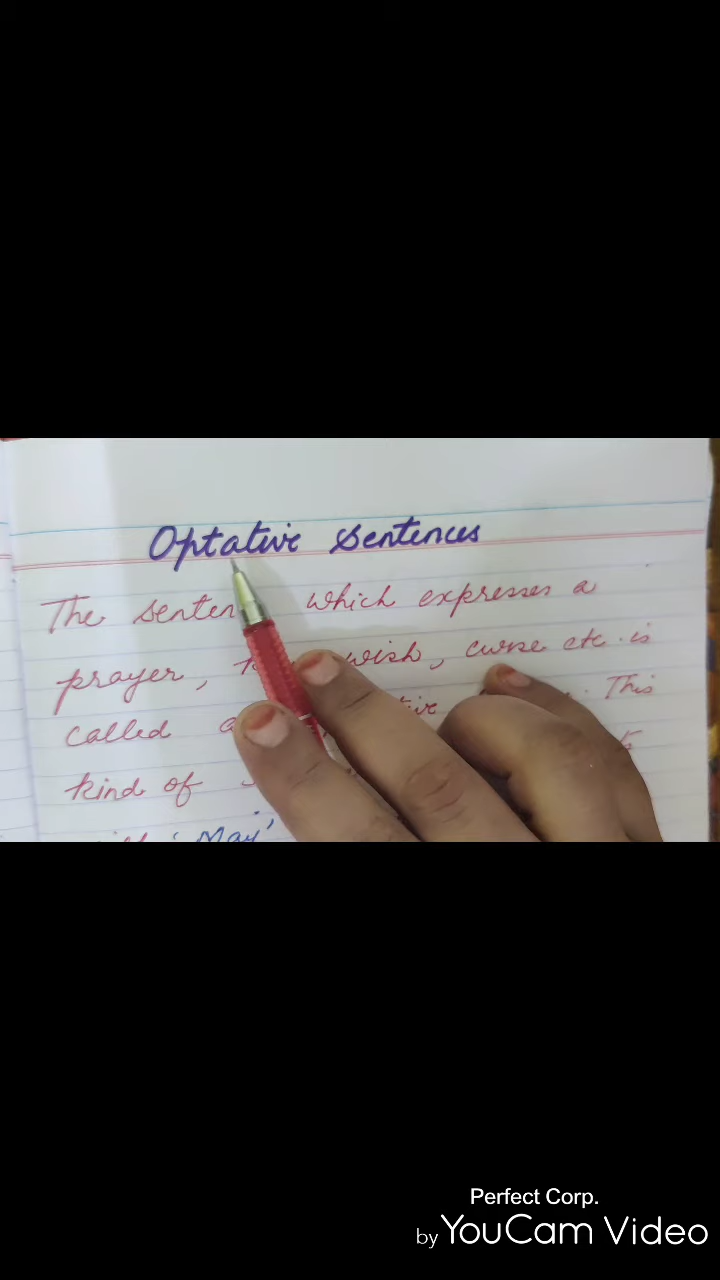 Optative Sentences
The senten which expresses a
prayer, wish, curse etc. is
called a This
kind of
'May'
Perfect Corp.
by YouCam Video